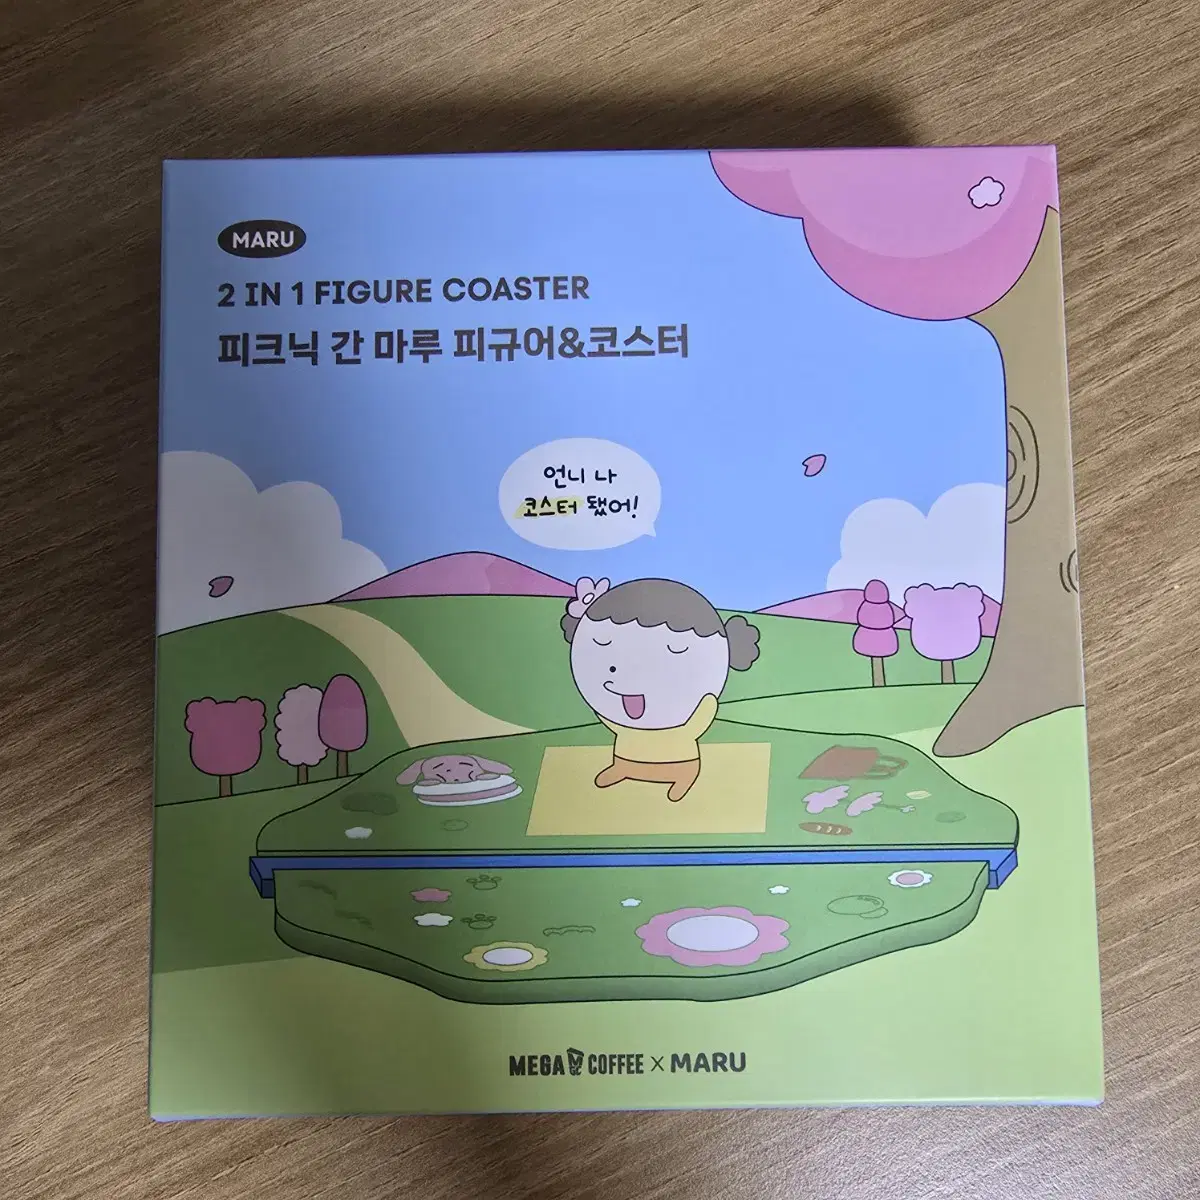 MARU
2 IN 1 FIGURE COASTER
피크닉 간 마루 피규어&코스터
언니 나
코스터 됐어!
MEGA COFFEE X MARU